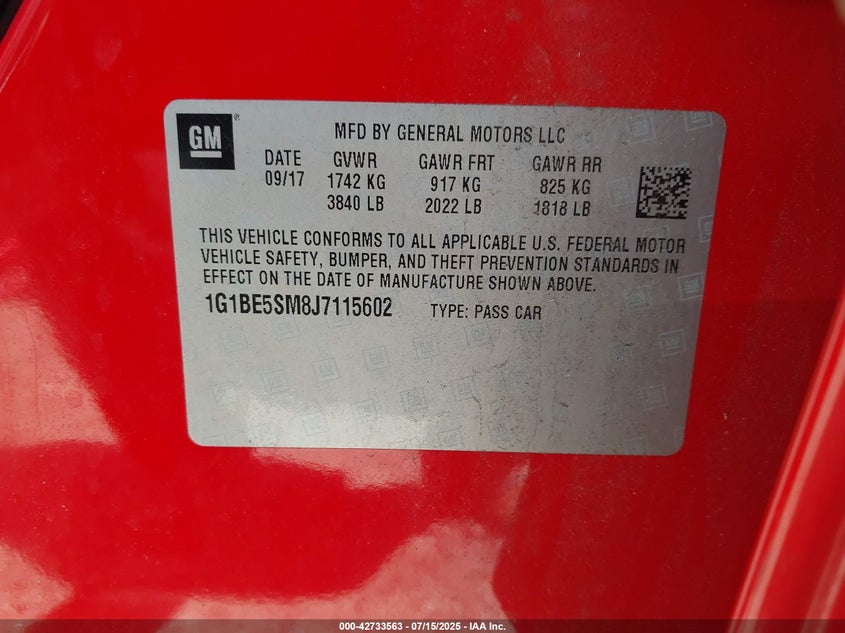 GM ®
MFD BY GENERAL MOTORS LLC
DATE GVWR GAWR FRT GAWR RR
09/17 1742 KG 917 KG 825 KG
3840 LB 2022 LB 1818 LB
THIS VEHICLE CONFORMS TO ALL APPLICABLE U.S. FEDERAL MOTOR
VEHICLE SAFETY, BUMPER, AND THEFT PREVENTION STANDARDS IN
EFFECT ON THE DATE OF MANUFACTURE SHOWN ABOVE.
1G1BE5SM8J7115602 TYPE: PASS CAR
000-42733563 - 07/15/2025 - IAA Inc.